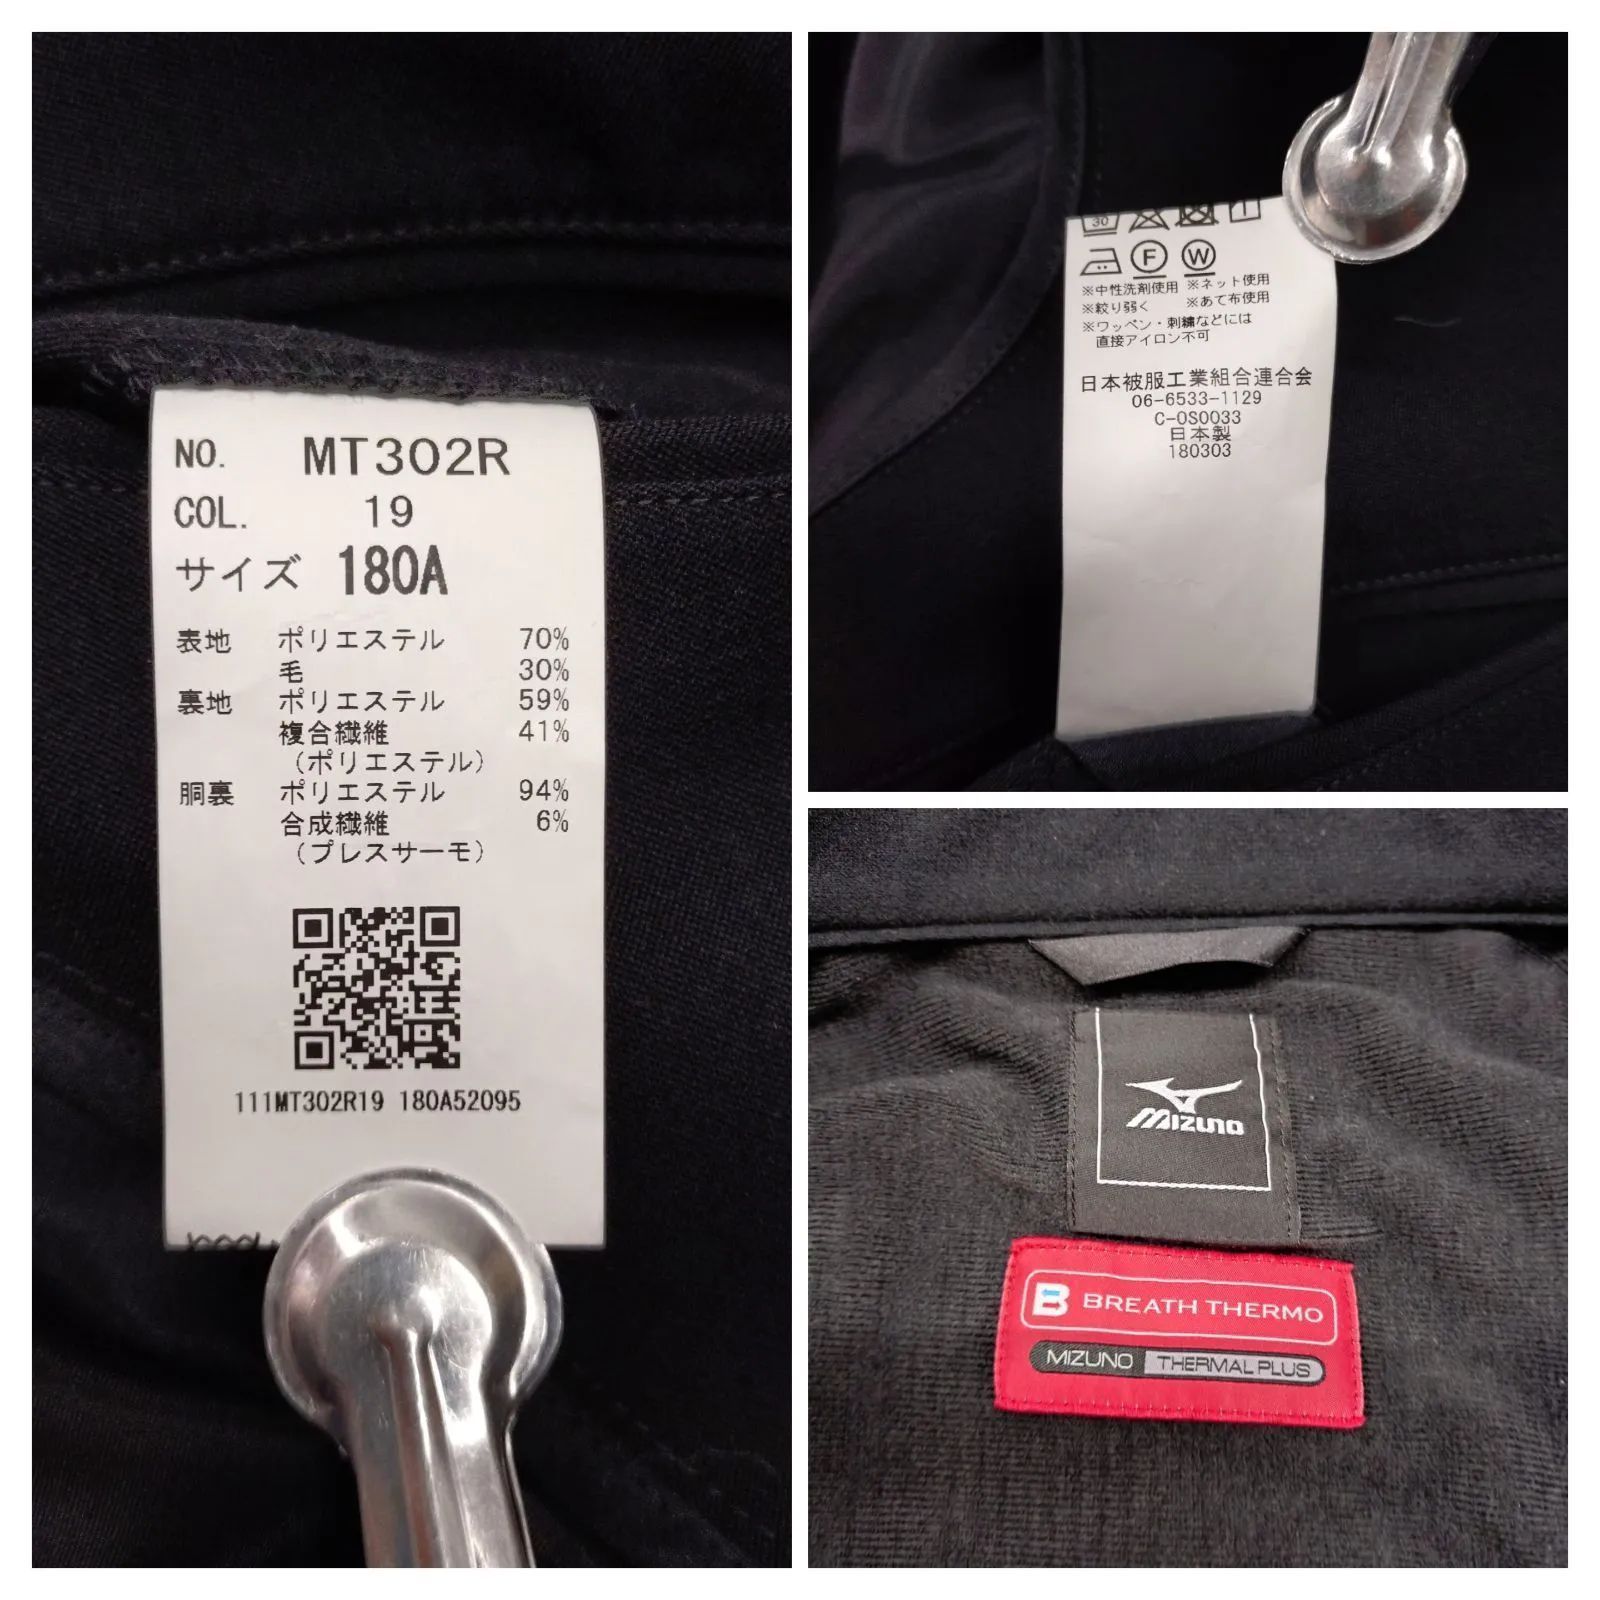 NO. MT302R
COL. 19
サイズ 180A
表地 ポリエステル 70%
毛 30%
裏地 ポリエステル 59%
複合繊維 41%
（ポリエステル）
胴裏 ポリエステル 94%
合成繊維 6%
（ブレスサーモ）
111MT302R19 180A52095
30
F W
※中性洗剤使用 ※ネット使用
※絞り弱く ※あて布使用
※ワッペン・刺繍などには
直接アイロン不可
日本被服工業組合連合会
06-6533-1129
C-OS0033
日本製
180303
MIZUNO
B BREATH THERMO
MIZUNO THERMAL PLUS